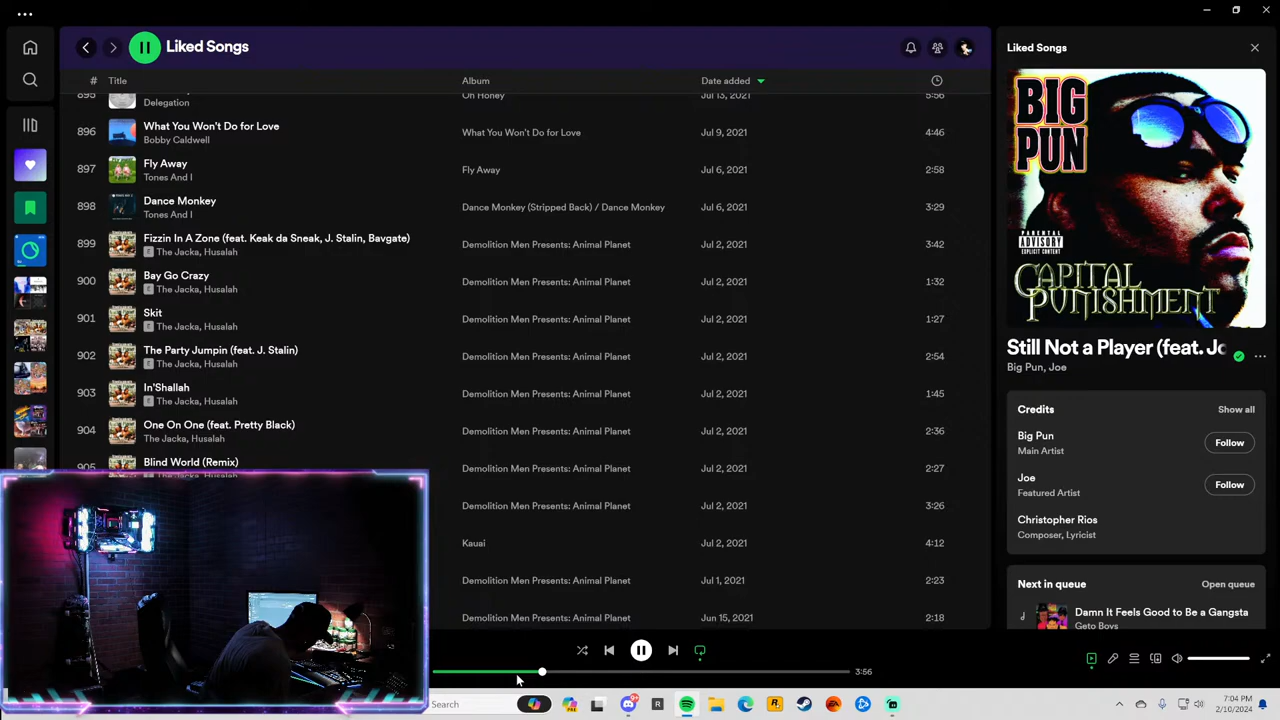 Liked Songs
Liked Songs
# Title Album Date added
Delegation
Oh Honey Jul 13, 2021 5:56
896 What You Won't Do for Love What You Won't Do for Love Jul 9, 2021 4:46
Bobby Caldwell
897 Fly Away Fly Away Jul 6, 2021 2:58
Tones And I
898 Dance Monkey Dance Monkey (Stripped Back) / Dance Monkey Jul 6, 2021 3:29
Tones And I
899 Fizzin In A Zone (feat. Keak da Sneak, J. Stalin, Bavgate) Demolition Men Presents: Animal Planet Jul 2, 2021 3:42
E The Jacka, Husalah
900 Bay Go Crazy Demolition Men Presents: Animal Planet Jul 2, 2021 1:32
E The Jacka, Husalah
901 Skit Demolition Men Presents: Animal Planet Jul 2, 2021 1:27
E The Jacka, Husalah
902 The Party Jumpin (feat. J. Stalin) Demolition Men Presents: Animal Planet Jul 2, 2021 2:54
E The Jacka, Husalah
903 In'Shallah Demolition Men Presents: Animal Planet Jul 2, 2021 1:45
E The Jacka, Husalah
904 One On One (feat. Pretty Black) Demolition Men Presents: Animal Planet Jul 2, 2021 2:36
The Jacka, Husalah
905 Blind World (Remix) Demolition Men Presents: Animal Planet Jul 2, 2021 2:27
Demolition Men Presents: Animal Planet Jul 2, 2021 3:26
Kauai Jul 2, 2021 4:12
Demolition Men Presents: Animal Planet Jul 1, 2021 2:23
Demolition Men Presents: Animal Planet Jun 15, 2021 2:18
BIG
PUN
PARENTAL
ADVISORY
EXPLICIT CONTENT
CAPITAL
PUNISHMENT
Still Not a Player (feat. Jo
Big Pun, Joe
Credits Show all
Big Pun
Main Artist
Follow
Joe
Featured Artist
Follow
Christopher Rios
Composer, Lyricist
Next in queue Open queue
Damn It Feels Good to Be a Gangsta
Geto Boys
3:56
Search
9+
R
EA
7:04 PM
2/10/2024